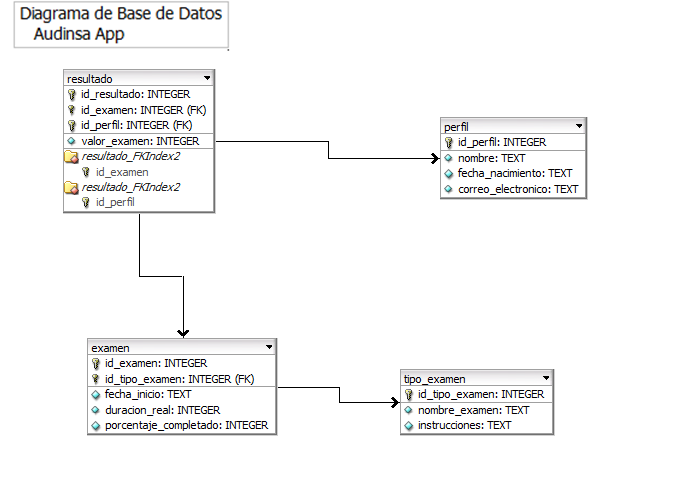 Diagrama de Base de Datos
Audinsa App
resultado
id_resultado: INTEGER
id_examen: INTEGER (FK)
id_perfil: INTEGER (FK)
valor_examen: INTEGER
resultado_FKIndex2
id_examen
resultado_FKIndex2
id_perfil
perfil
id_perfil: INTEGER
nombre: TEXT
fecha_nacimiento: TEXT
correo_electronico: TEXT
examen
id_examen: INTEGER
id_tipo_examen: INTEGER (FK)
fecha_inicio: TEXT
duracion_real: INTEGER
porcentaje_completado: INTEGER
tipo_examen
id_tipo_examen: INTEGER
nombre_examen: TEXT
instrucciones: TEXT